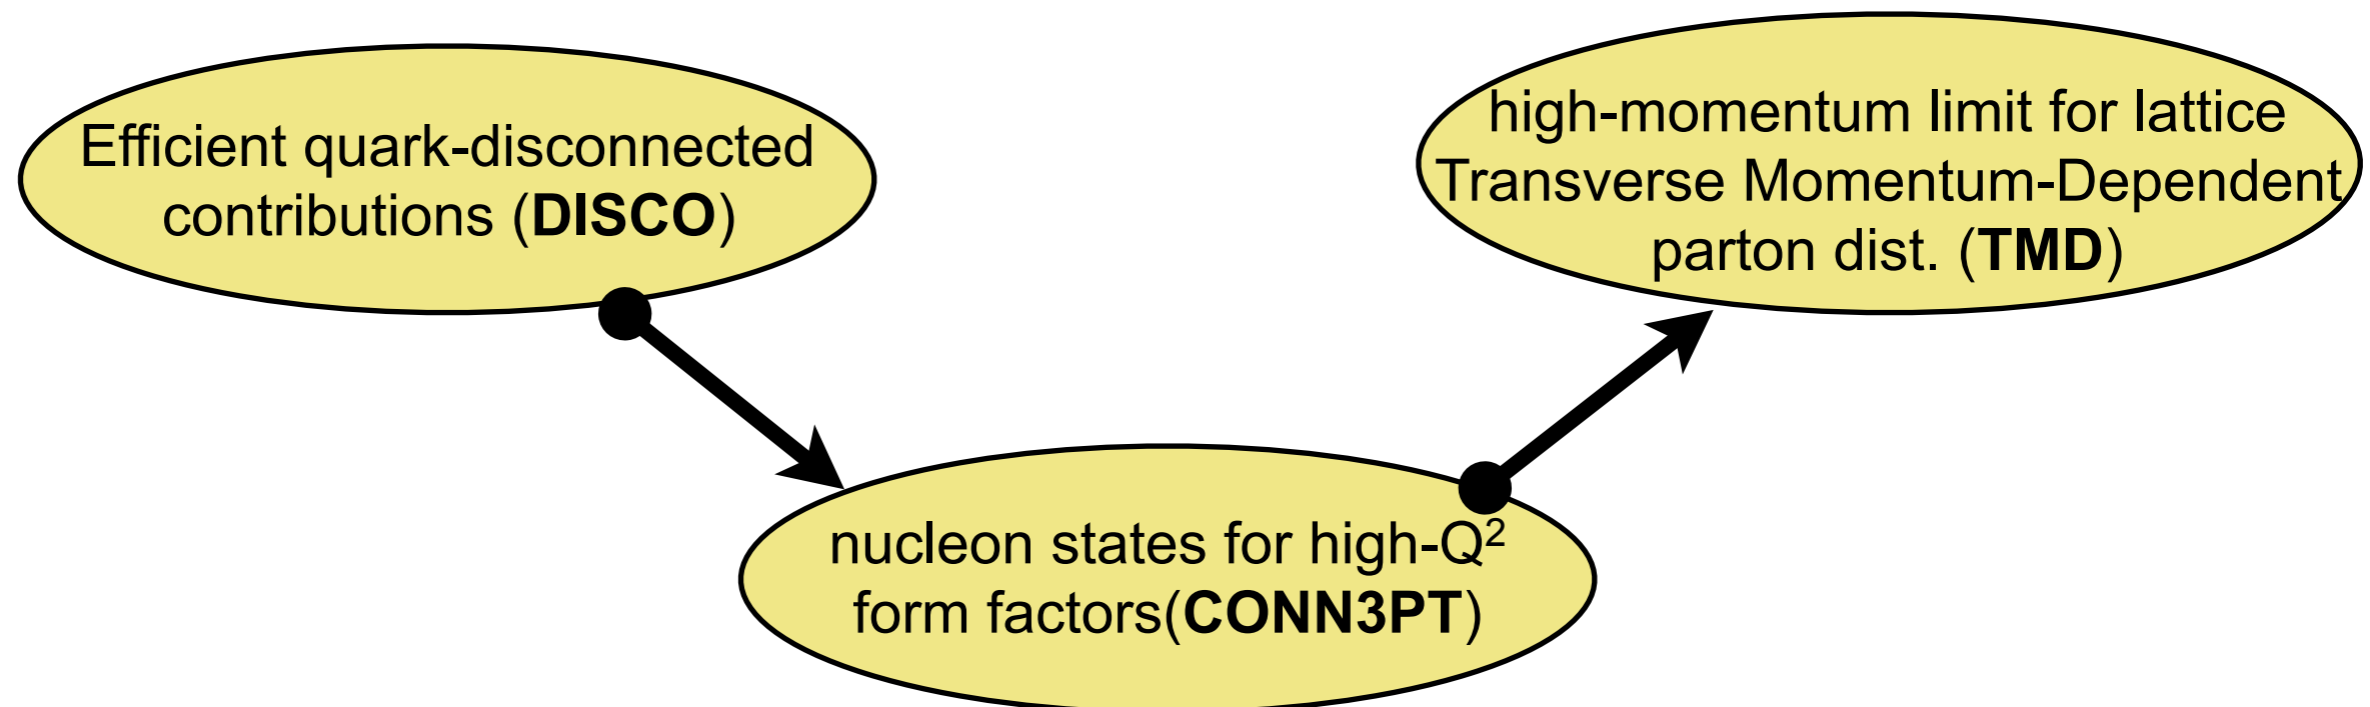 Efficient quark-disconnected
contributions (DISCO)
high-momentum limit for lattice
Transverse Momentum-Dependent
parton dist. (TMD)
nucleon states for high-Q²
form factors(CONN3PT)